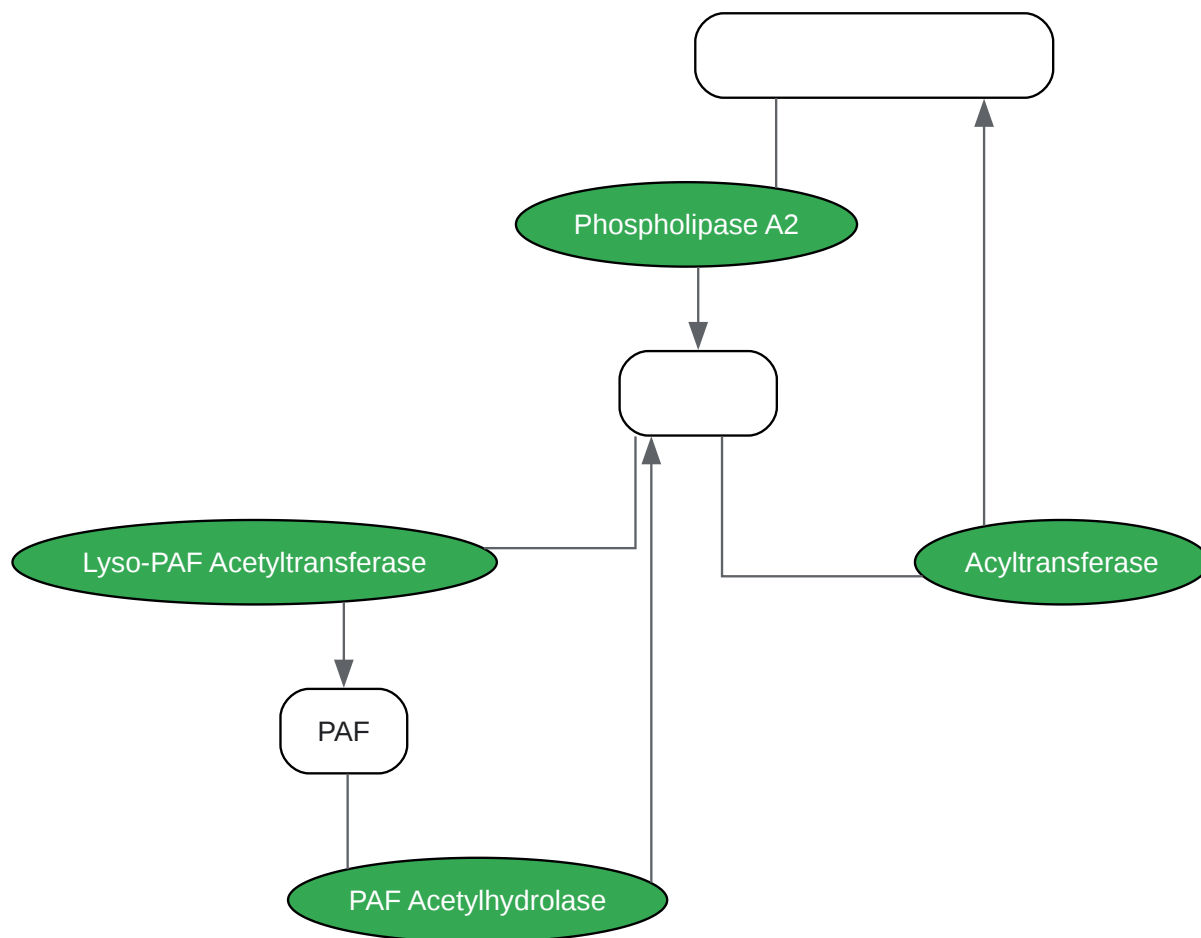 Phospholipase A2
Lyso-PAF Acetyltransferase
Acyltransferase
PAF
PAF Acetylhydrolase